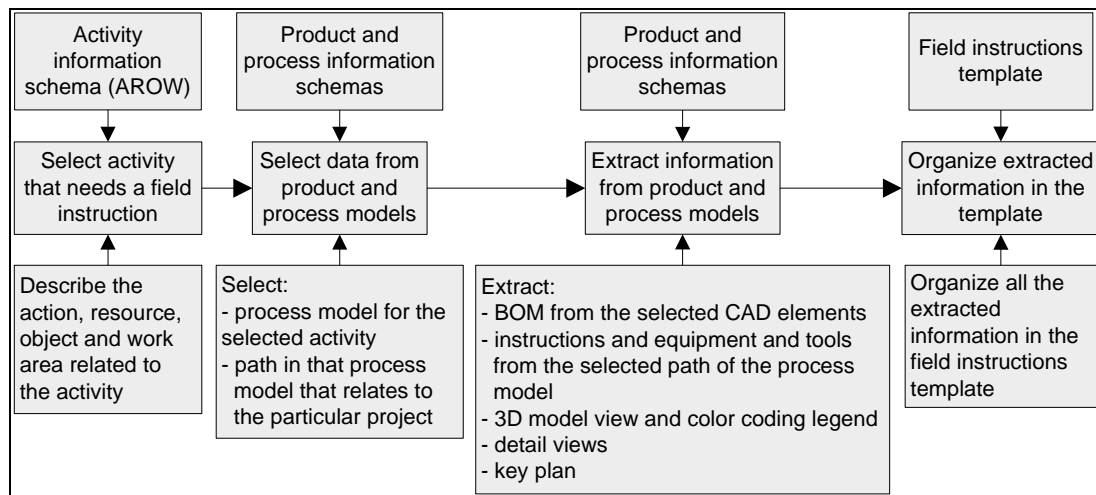 Activity
information
schema (AROW)
Product and
process information
schemas
Product and
process information
schemas
Field instructions
template
Select activity
that needs a field
instruction
Select data from
product and
process models
Extract information
from product and
process models
Organize extracted
information in the
template
Describe the
action, resource,
object and work
area related to
the activity
Select:
- process model for the
selected activity
- path in that process
model that relates to
the particular project
Extract:
- BOM from the selected CAD elements
- instructions and equipment and tools
from the selected path of the process
model
- 3D model view and color coding legend
- detail views
- key plan
Organize all the
extracted
information in the
field instructions
template